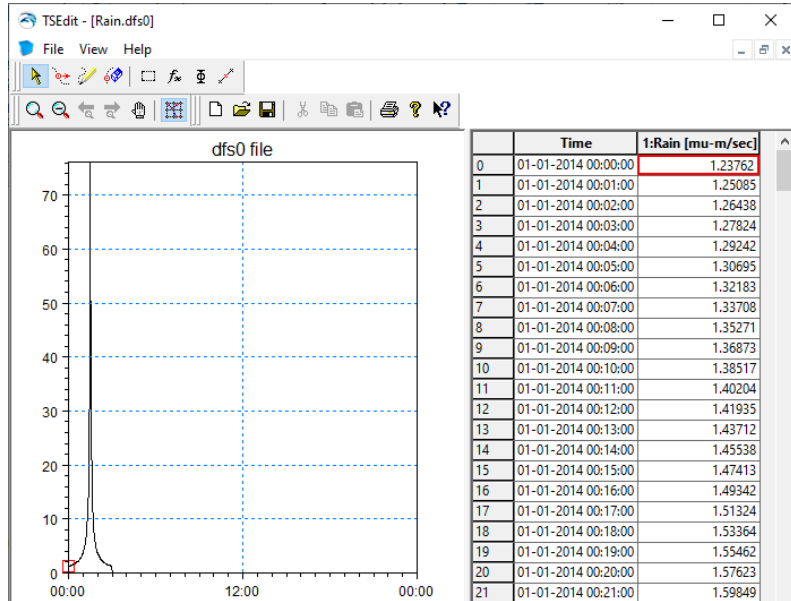 TSEdit - [Rain.dfs0]
File View Help
dfs0 file
70
60
50
40
30
20
10
0
00:00 12:00 00:00
Time 1:Rain [mu-m/sec]
0 01-01-2014 00:00:00 1.23762
1 01-01-2014 00:01:00 1.25085
2 01-01-2014 00:02:00 1.26438
3 01-01-2014 00:03:00 1.27824
4 01-01-2014 00:04:00 1.29242
5 01-01-2014 00:05:00 1.30695
6 01-01-2014 00:06:00 1.32183
7 01-01-2014 00:07:00 1.33708
8 01-01-2014 00:08:00 1.35271
9 01-01-2014 00:09:00 1.36873
10 01-01-2014 00:10:00 1.38517
11 01-01-2014 00:11:00 1.40204
12 01-01-2014 00:12:00 1.41935
13 01-01-2014 00:13:00 1.43712
14 01-01-2014 00:14:00 1.45538
15 01-01-2014 00:15:00 1.47413
16 01-01-2014 00:16:00 1.49342
17 01-01-2014 00:17:00 1.51324
18 01-01-2014 00:18:00 1.53364
19 01-01-2014 00:19:00 1.55462
20 01-01-2014 00:20:00 1.57623
21 01-01-2014 00:21:00 1.59849